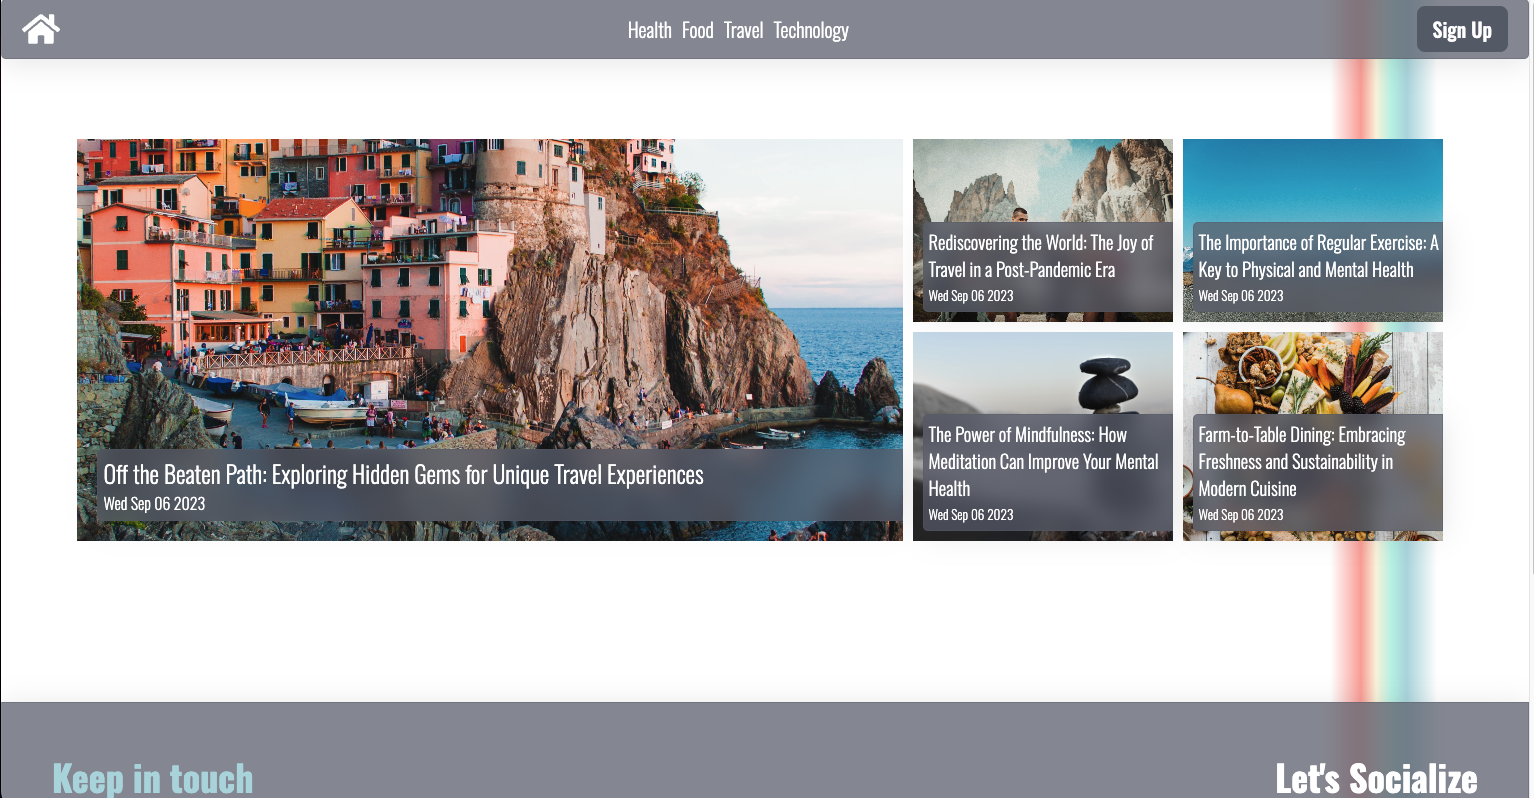 Health Food Travel Technology
Sign Up
Off the Beaten Path: Exploring Hidden Gems for Unique Travel Experiences
Wed Sep 06 2023
Rediscovering the World: The Joy of
Travel in a Post-Pandemic Era
Wed Sep 06 2023
The Importance of Regular Exercise: A
Key to Physical and Mental Health
Wed Sep 06 2023
The Power of Mindfulness: How
Meditation Can Improve Your Mental
Health
Wed Sep 06 2023
Farm-to-Table Dining: Embracing
Freshness and Sustainability in
Modern Cuisine
Wed Sep 06 2023
Keep in touch
Let's Socialize